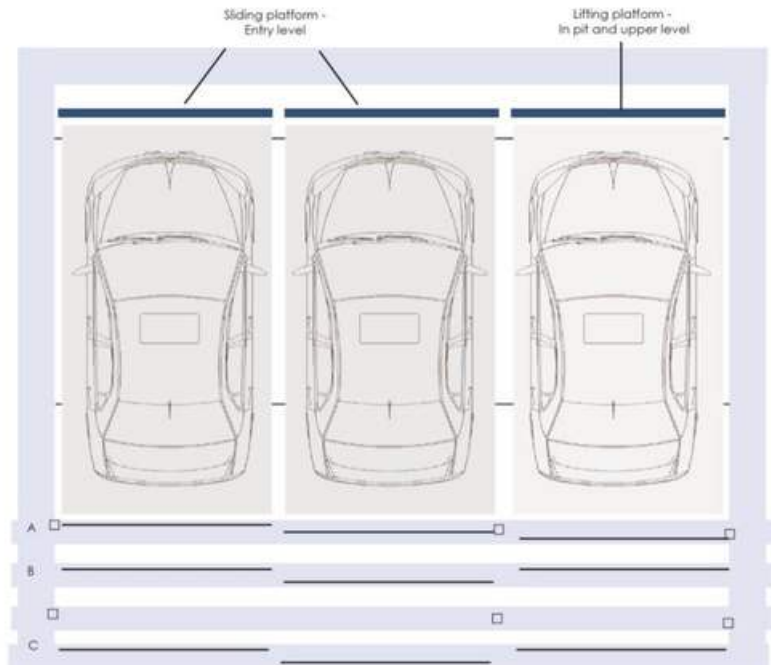 Sliding platform -
Entry level
Lifting platform -
In pit and upper level
A
B
C